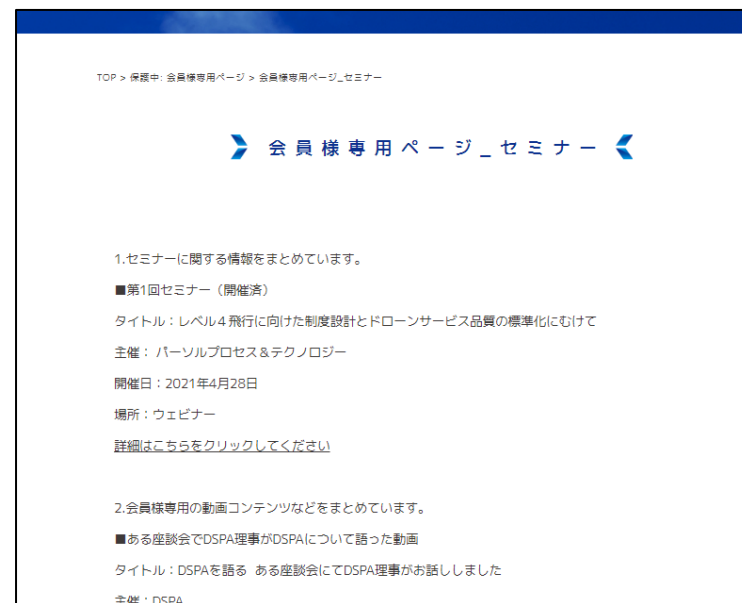 TOP > 保護中: 会員様専用ページ > 会員様専用ページ_セミナー
会員様専用ページ_セミナー
1.セミナーに関する情報をまとめています。
■第1回セミナー（開催済）
タイトル：レベル４飛行に向けた制度設計とドローンサービス品質の標準化にむけて
主催： パーソルプロセス＆テクノロジー
開催日：2021年4月28日
場所：ウェビナー
詳細はこちらをクリックしてください
2.会員様専用の動画コンテンツなどをまとめています。
■ある座談会でDSPA理事がDSPAについて語った動画
タイトル：DSPAを語る ある座談会にてDSPA理事がお話ししました
主催：DSPA